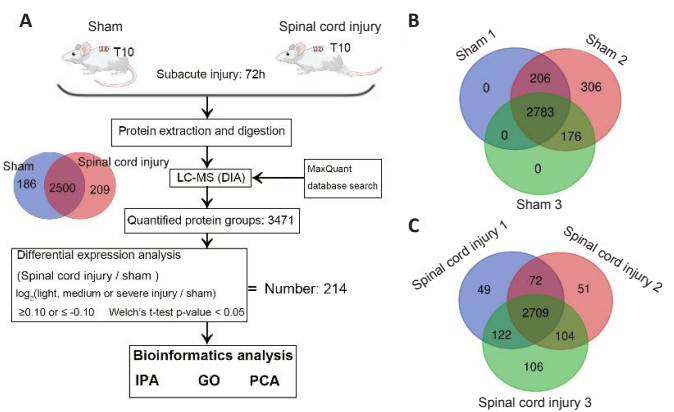 A
Sham
Spinal cord injury
T10
T10
Subacute injury: 72h
Protein extraction and digestion
LC-MS (DIA)
MaxQuant
database search
Sham
Spinal cord injury
186
2500
209
Quantified protein groups: 3471
Differential expression analysis
(Spinal cord injury / sham )
log2(light, medium or severe injury / sham)
≥0.10 or ≤ -0.10 Welch's t-test p-value < 0.05
= Number: 214
Bioinformatics analysis
IPA GO PCA
B
Sham 1
Sham 2
0
206
306
2783
0
176
0
Sham 3
C
Spinal cord injury 1
Spinal cord injury 2
49
72
51
2709
122
104
106
Spinal cord injury 3